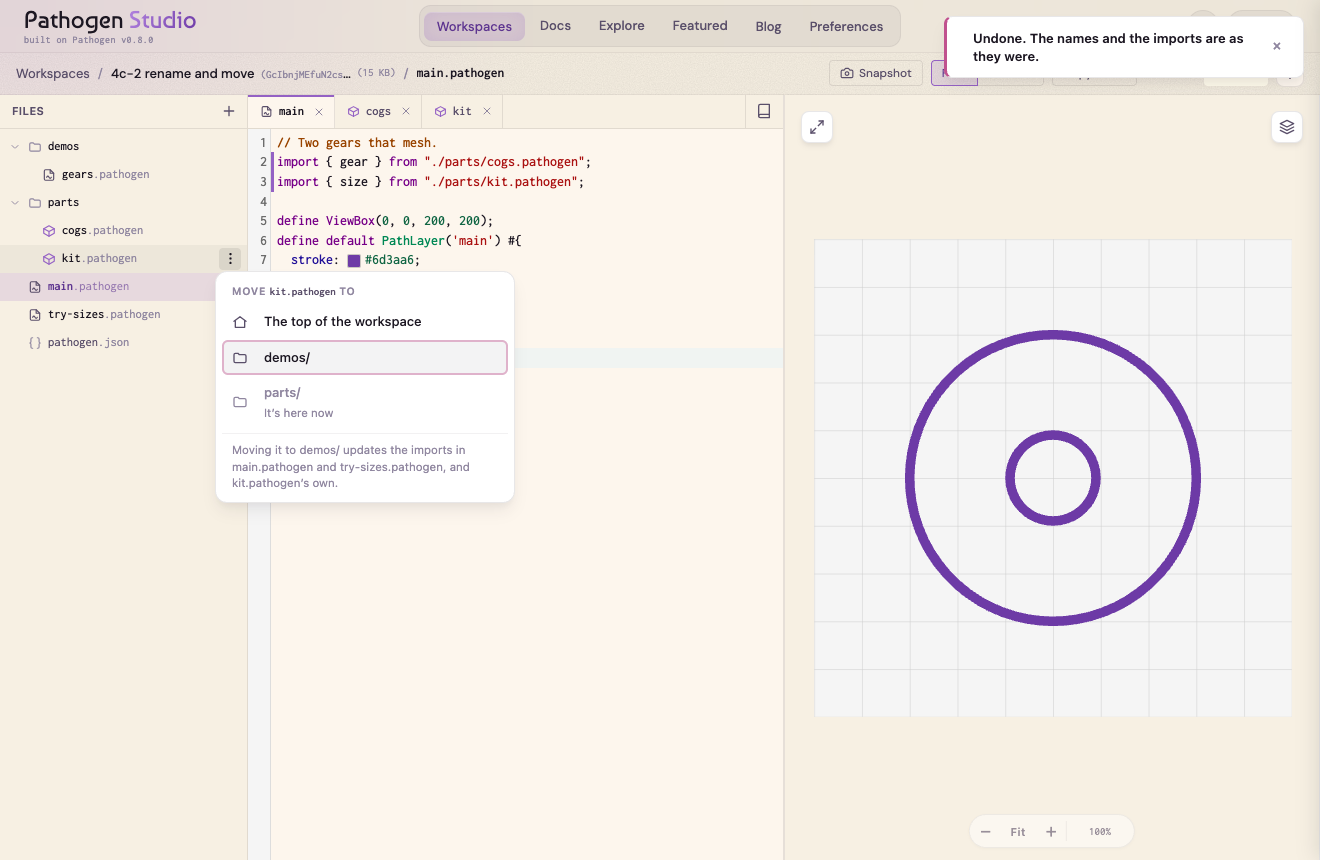 Pathogen Studio
built on Pathogen v0.8.0
Workspaces Docs Explore Featured Blog Preferences
Undone. The names and the imports are as
they were.
×
Workspaces / 4c-2 rename and move (GcIbnjMEfuN2cs… (15 KB) / main.pathogen
Snapshot
FILES +
main × cogs × kit ×
demos
gears.pathogen
parts
cogs.pathogen
kit.pathogen
main.pathogen
try-sizes.pathogen
{ } pathogen.json
1 // Two gears that mesh.
2 import { gear } from "./parts/cogs.pathogen";
3 import { size } from "./parts/kit.pathogen";
4
5 define ViewBox(0, 0, 200, 200);
6 define default PathLayer('main') #{
7 stroke: #6d3aa6;
MOVE kit.pathogen TO
The top of the workspace
demos/
parts/
It's here now
Moving it to demos/ updates the imports in
main.pathogen and try-sizes.pathogen, and
kit.pathogen's own.
− Fit + 100%